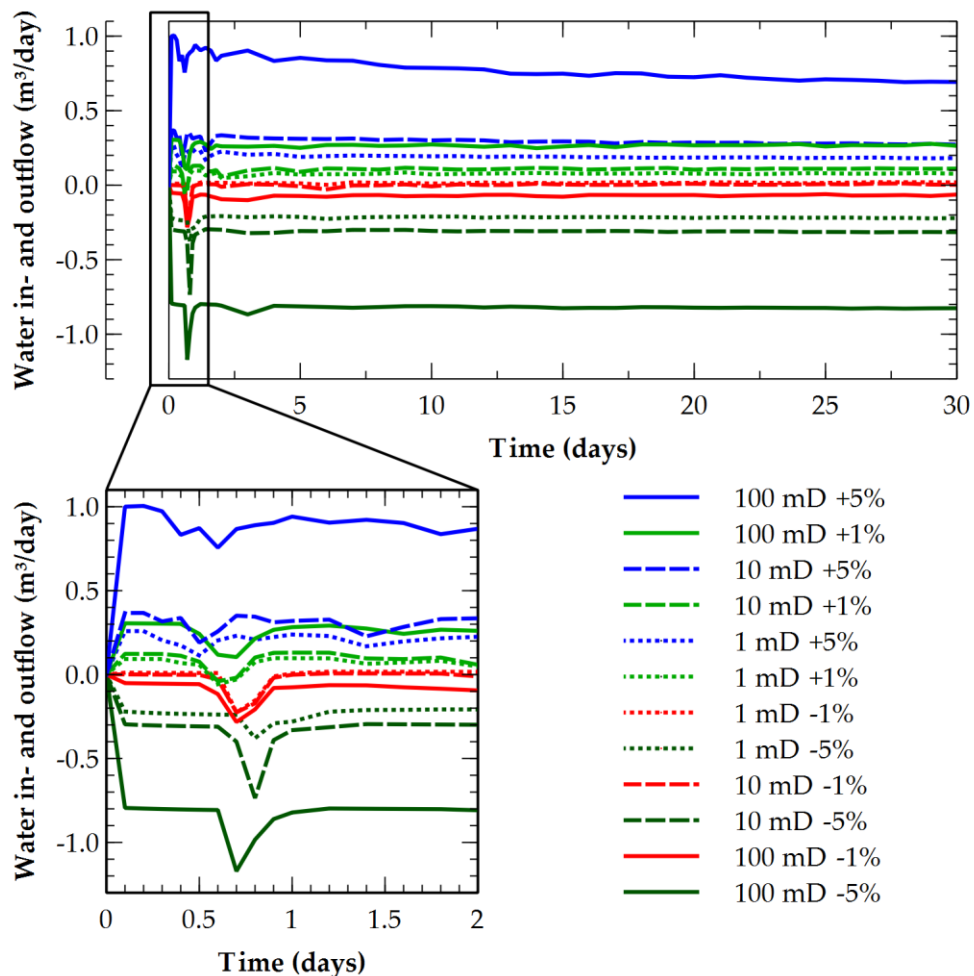 Water in- and outflow (m³/day)
1.0
0.5
0.0
-0.5
-1.0
0 5 10 15 20 25 30
Time (days)
Water in- and outflow (m³/day)
1.0
0.5
0.0
-0.5
-1.0
0 0.5 1 1.5 2
Time (days)
100 mD +5%
100 mD +1%
10 mD +5%
10 mD +1%
1 mD +5%
1 mD +1%
1 mD -1%
1 mD -5%
10 mD -1%
10 mD -5%
100 mD -1%
100 mD -5%